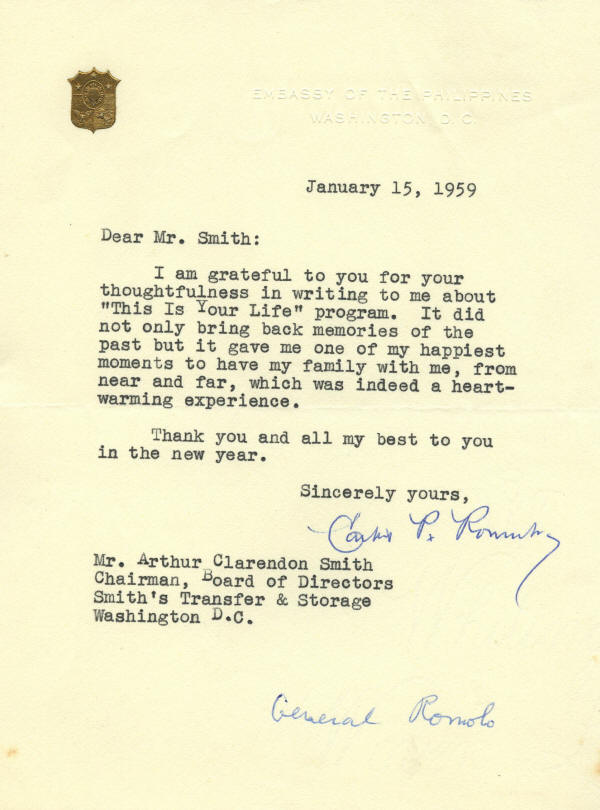 EMBASSY OF THE PHILIPPINES
WASHINGTON, D.C.
January 15, 1959
Dear Mr. Smith:
I am grateful to you for your
thoughtfulness in writing to me about
"This Is Your Life" program. It did
not only bring back memories of the
past but it gave me one of my happiest
moments to have my family with me, from
near and far, which was indeed a heart-
warming experience.
Thank you and all my best to you
in the new year.
Sincerely yours,
Carlos P. Romulo
Mr. Arthur Clarendon Smith
Chairman, Board of Directors
Smith's Transfer & Storage
Washington D.C.
General Romolo